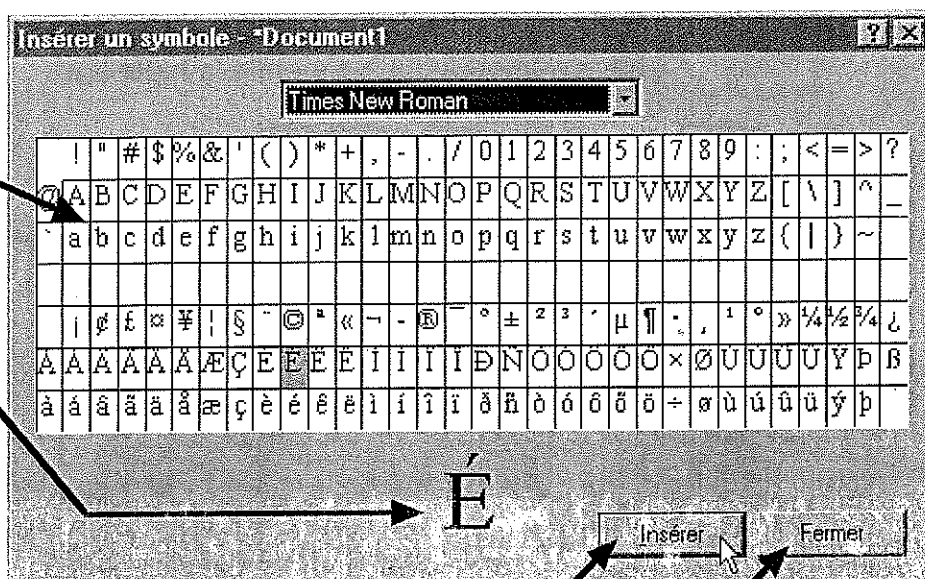 Insérer un symbole - *Document1
Times New Roman
! " # $ % & ' ( ) * + , - . / 0 1 2 3 4 5 6 7 8 9 : ; < = > ?
@ A B C D E F G H I J K L M N O P Q R S T U V W X Y Z [ \ ] ^ _
` a b c d e f g h i j k l m n o p q r s t u v w x y z { | } ~
¡ ¢ £ ¤ ¥ ¦ § ¨ © ª « ¬ - ® ¯ ° ± ² ³ ´ µ ¶ · ¸ ¹ º » ¼ ½ ¾ ¿
À Á Â Ã Ä Å Æ Ç È É Ê Ë Ì Í Î Ï Ð Ñ Ò Ó Ô Õ Ö × Ø Ù Ú Û Ü Ý Þ ß
à á â ã ä å æ ç è é ê ë ì í î ï ð ñ ò ó ô õ ö ÷ ø ù ú û ü ý þ
É
Insérer Fermer